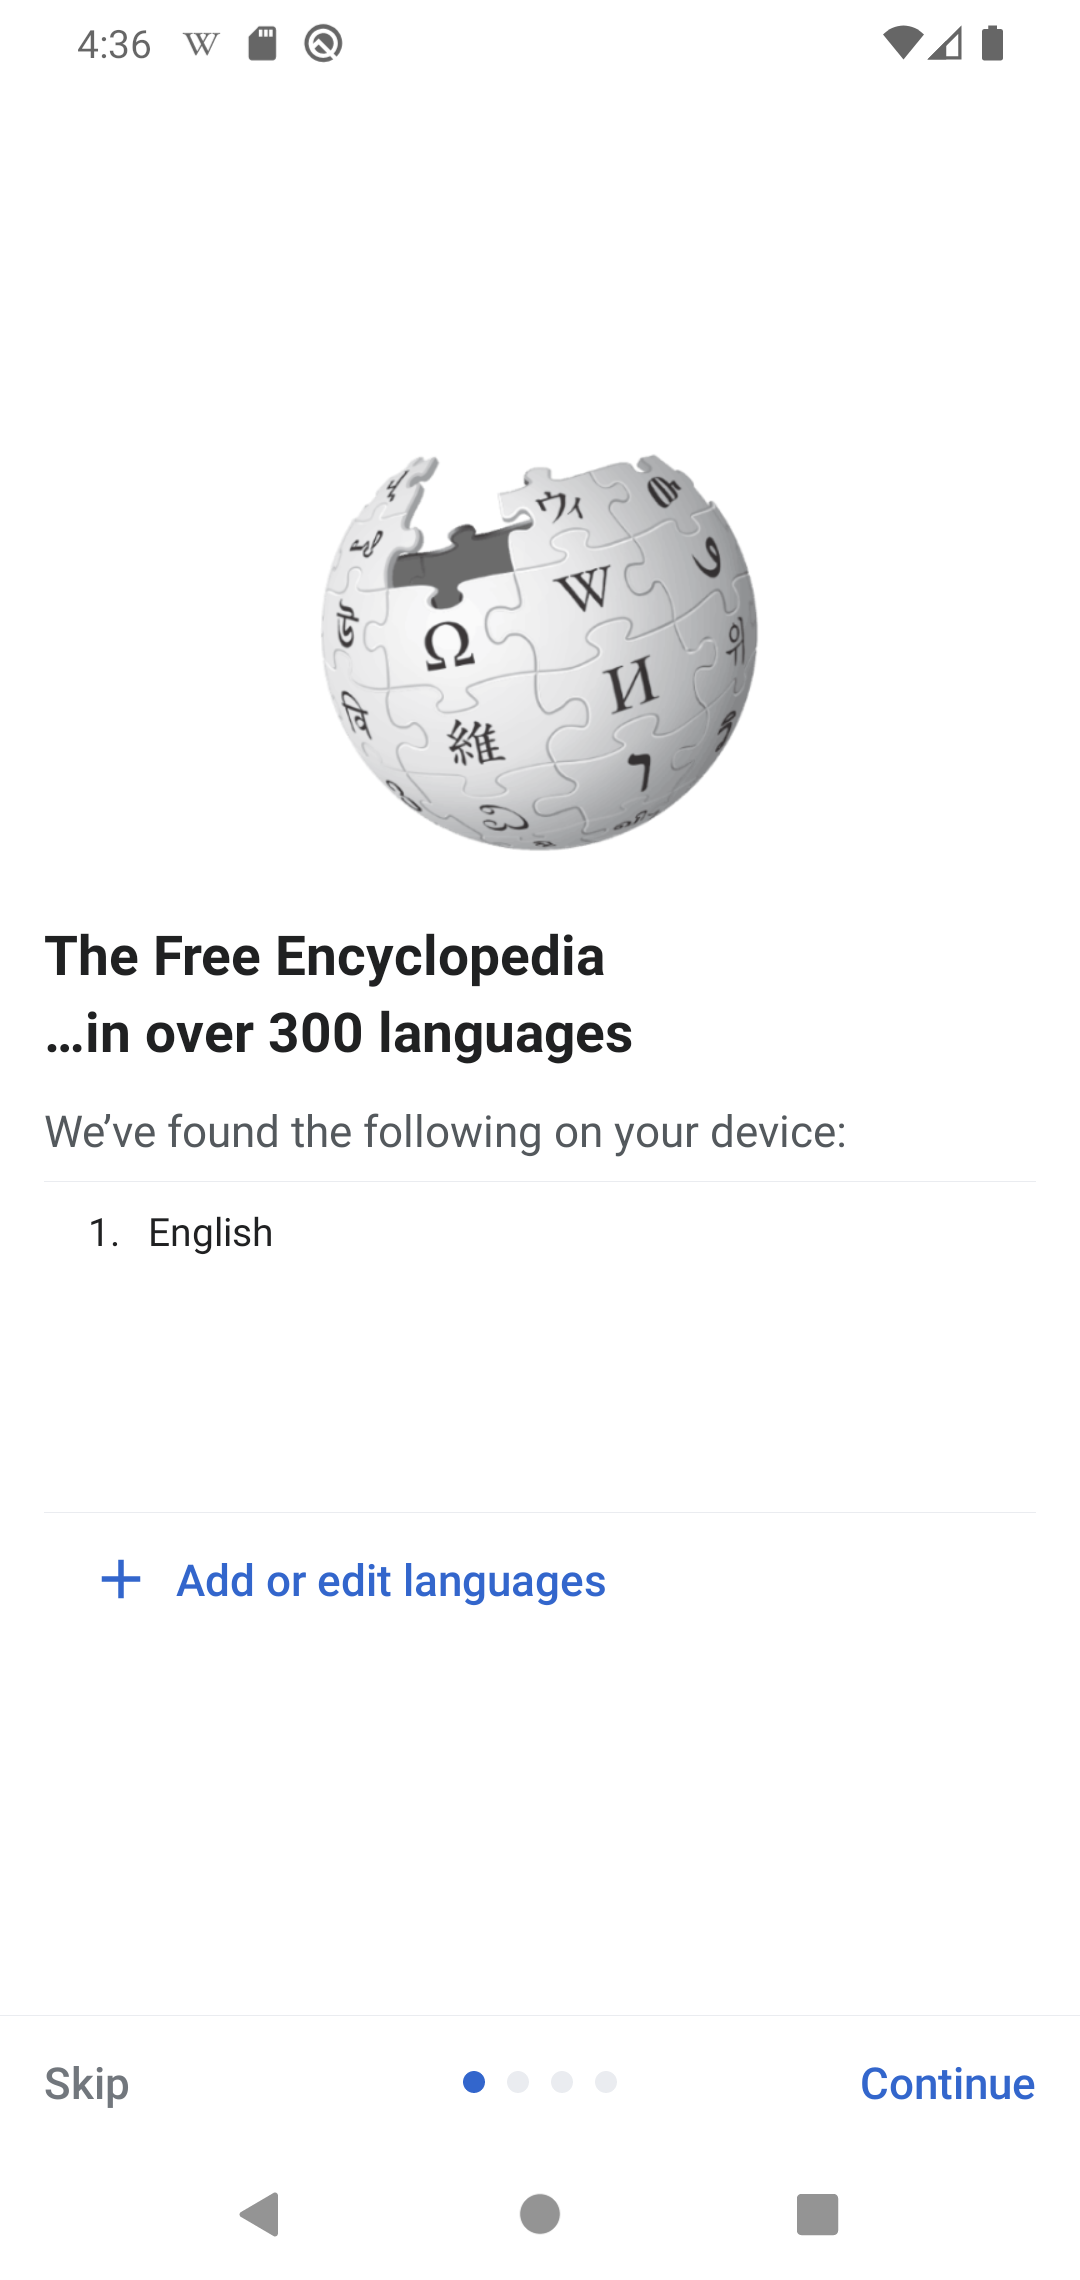 4:36
The Free Encyclopedia
…in over 300 languages
We’ve found the following on your device:
1. English
Add or edit languages
Skip
Continue